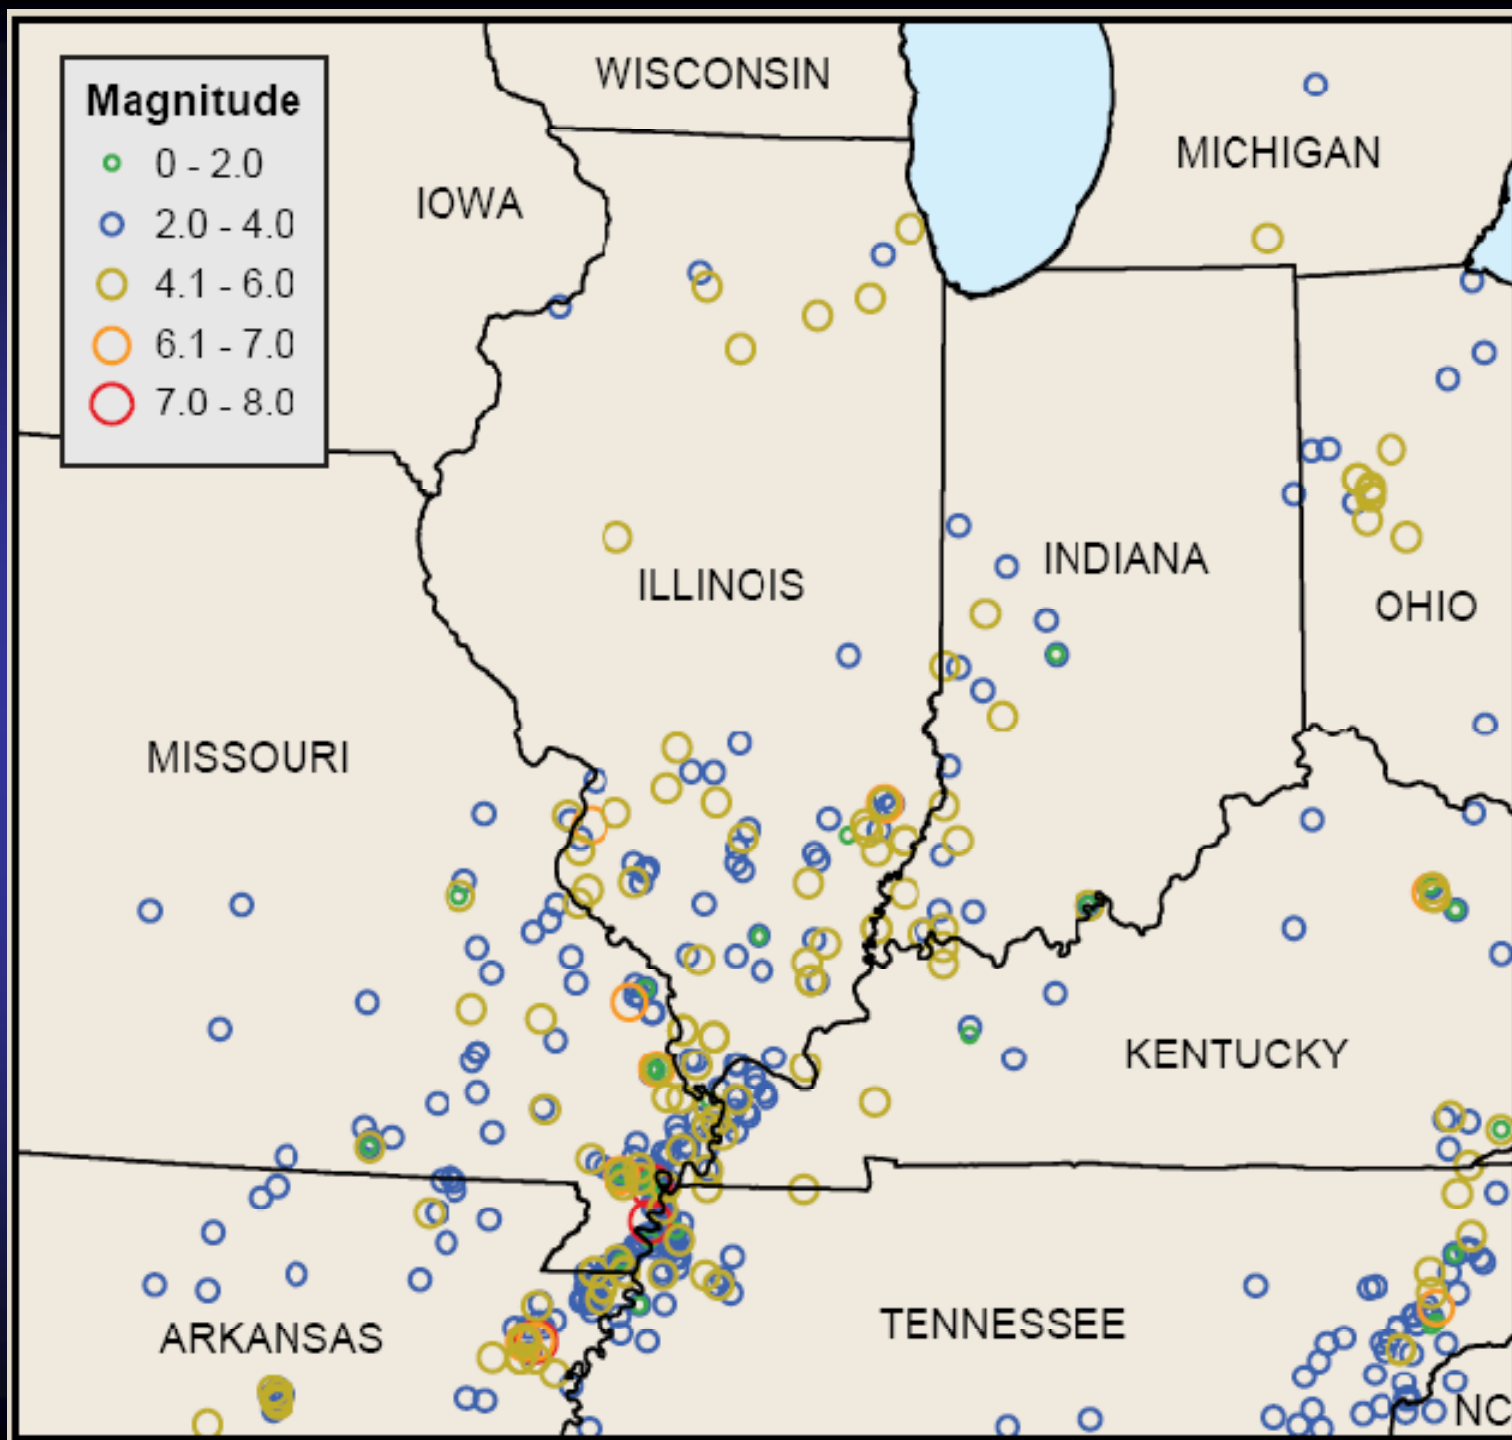 WISCONSIN
Magnitude
0 - 2.0
2.0 - 4.0
4.1 - 6.0
6.1 - 7.0
7.0 - 8.0
IOWA
MICHIGAN
ILLINOIS
INDIANA
OHIO
MISSOURI
KENTUCKY
ARKANSAS
TENNESSEE
NC